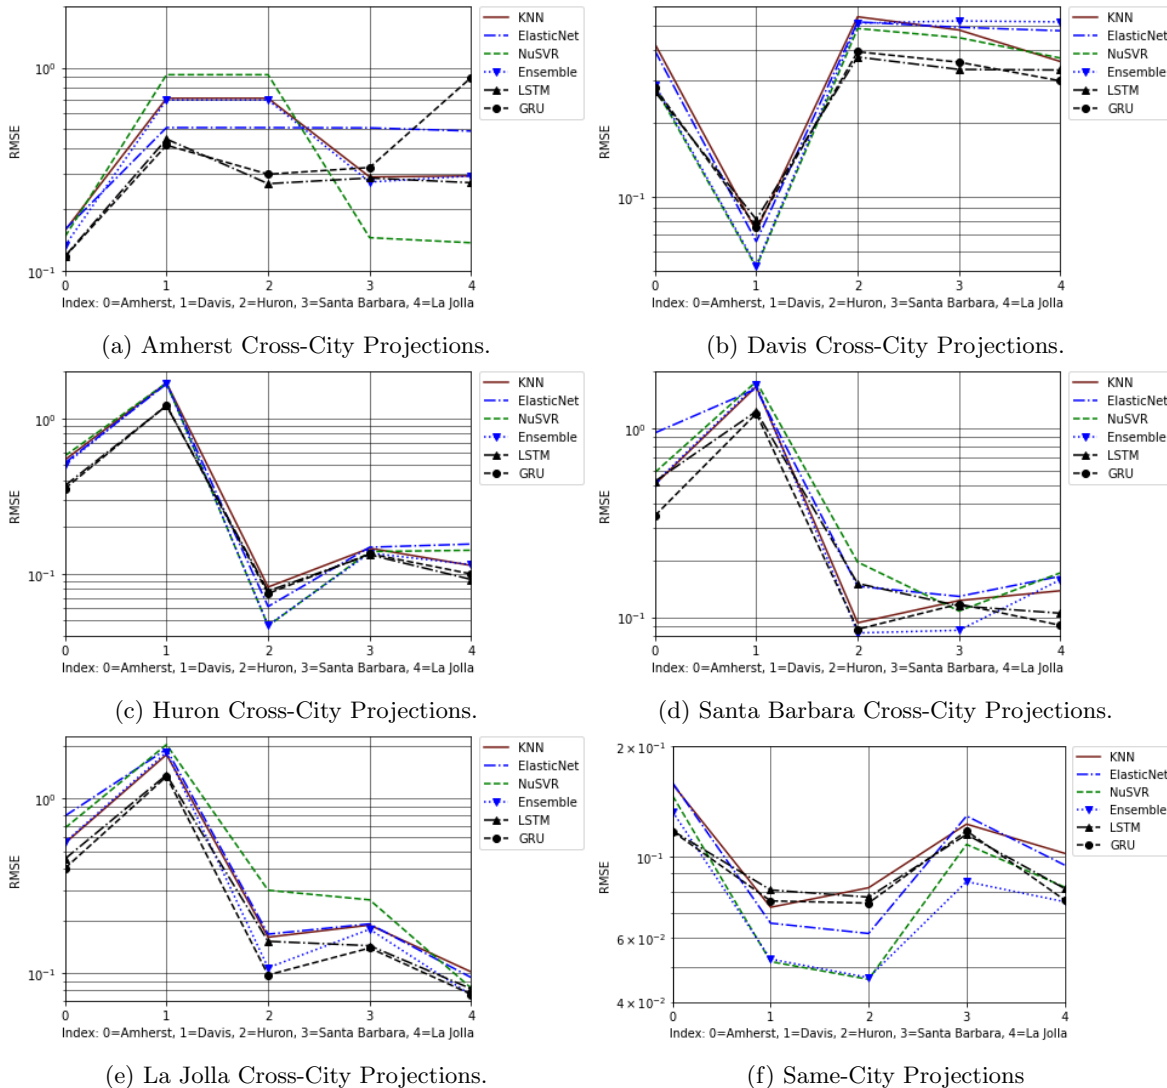 KNN
ElasticNet
NuSVR
Ensemble
LSTM
GRU
RMSE
10⁰
10⁻¹
0 1 2 3 4
Index: 0=Amherst, 1=Davis, 2=Huron, 3=Santa Barbara, 4=La Jolla
(a) Amherst Cross-City Projections.
KNN
ElasticNet
NuSVR
Ensemble
LSTM
GRU
RMSE
10⁻¹
0 1 2 3 4
Index: 0=Amherst, 1=Davis, 2=Huron, 3=Santa Barbara, 4=La Jolla
(b) Davis Cross-City Projections.
KNN
ElasticNet
NuSVR
Ensemble
LSTM
GRU
RMSE
10⁰
10⁻¹
0 1 2 3 4
Index: 0=Amherst, 1=Davis, 2=Huron, 3=Santa Barbara, 4=La Jolla
(c) Huron Cross-City Projections.
KNN
ElasticNet
NuSVR
Ensemble
LSTM
GRU
RMSE
10⁰
10⁻¹
0 1 2 3 4
Index: 0=Amherst, 1=Davis, 2=Huron, 3=Santa Barbara, 4=La Jolla
(d) Santa Barbara Cross-City Projections.
KNN
ElasticNet
NuSVR
Ensemble
LSTM
GRU
RMSE
10⁰
10⁻¹
0 1 2 3 4
Index: 0=Amherst, 1=Davis, 2=Huron, 3=Santa Barbara, 4=La Jolla
(e) La Jolla Cross-City Projections.
KNN
ElasticNet
NuSVR
Ensemble
LSTM
GRU
RMSE
2 × 10⁻¹
10⁻¹
6 × 10⁻²
4 × 10⁻²
0 1 2 3 4
Index: 0=Amherst, 1=Davis, 2=Huron, 3=Santa Barbara, 4=La Jolla
(f) Same-City Projections